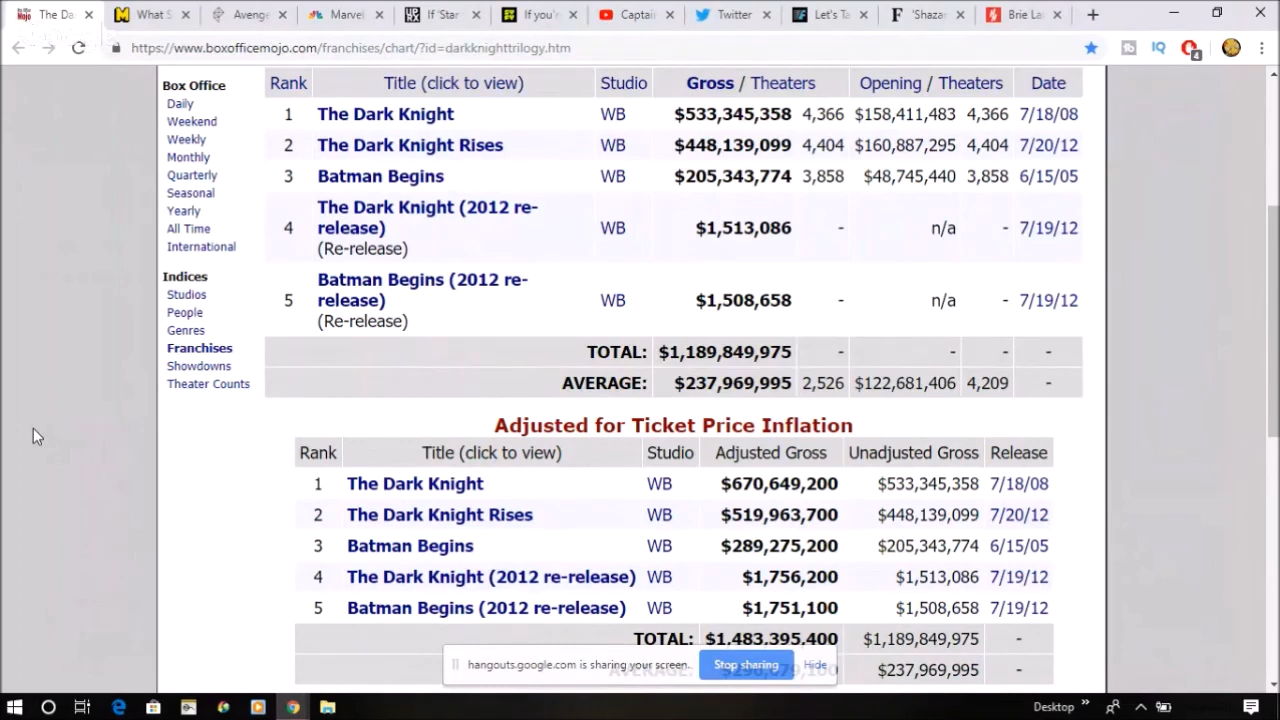 The Da
What S
Avenge
Marvel
If 'Star
If you're
Captain
Twitter
Let's Ta
'Shazar
Brie La
https://www.boxofficemojo.com/franchises/chart/?id=darkknighttrilogy.htm
Box Office
Daily
Weekend
Weekly
Monthly
Quarterly
Seasonal
Yearly
All Time
International
Indices
Studios
People
Genres
Franchises
Showdowns
Theater Counts
Rank Title (click to view) Studio Gross / Theaters Opening / Theaters Date
1 The Dark Knight WB $533,345,358 4,366 $158,411,483 4,366 7/18/08
2 The Dark Knight Rises WB $448,139,099 4,404 $160,887,295 4,404 7/20/12
3 Batman Begins WB $205,343,774 3,858 $48,745,440 3,858 6/15/05
The Dark Knight (2012 re-
4 release) WB $1,513,086 - n/a - 7/19/12
(Re-release)
Batman Begins (2012 re-
5 release) WB $1,508,658 - n/a - 7/19/12
(Re-release)
TOTAL: $1,189,849,975 - - - -
AVERAGE: $237,969,995 2,526 $122,681,406 4,209 -
Adjusted for Ticket Price Inflation
Rank Title (click to view) Studio Adjusted Gross Unadjusted Gross Release
1 The Dark Knight WB $670,649,200 $533,345,358 7/18/08
2 The Dark Knight Rises WB $519,963,700 $448,139,099 7/20/12
3 Batman Begins WB $289,275,200 $205,343,774 6/15/05
4 The Dark Knight (2012 re-release) WB $1,756,200 $1,513,086 7/19/12
5 Batman Begins (2012 re-release) WB $1,751,100 $1,508,658 7/19/12
TOTAL: $1,483,395,400 $1,189,849,975 -
$237,969,995 -
hangouts.google.com is sharing your screen.
Stop sharing
Hide
Desktop